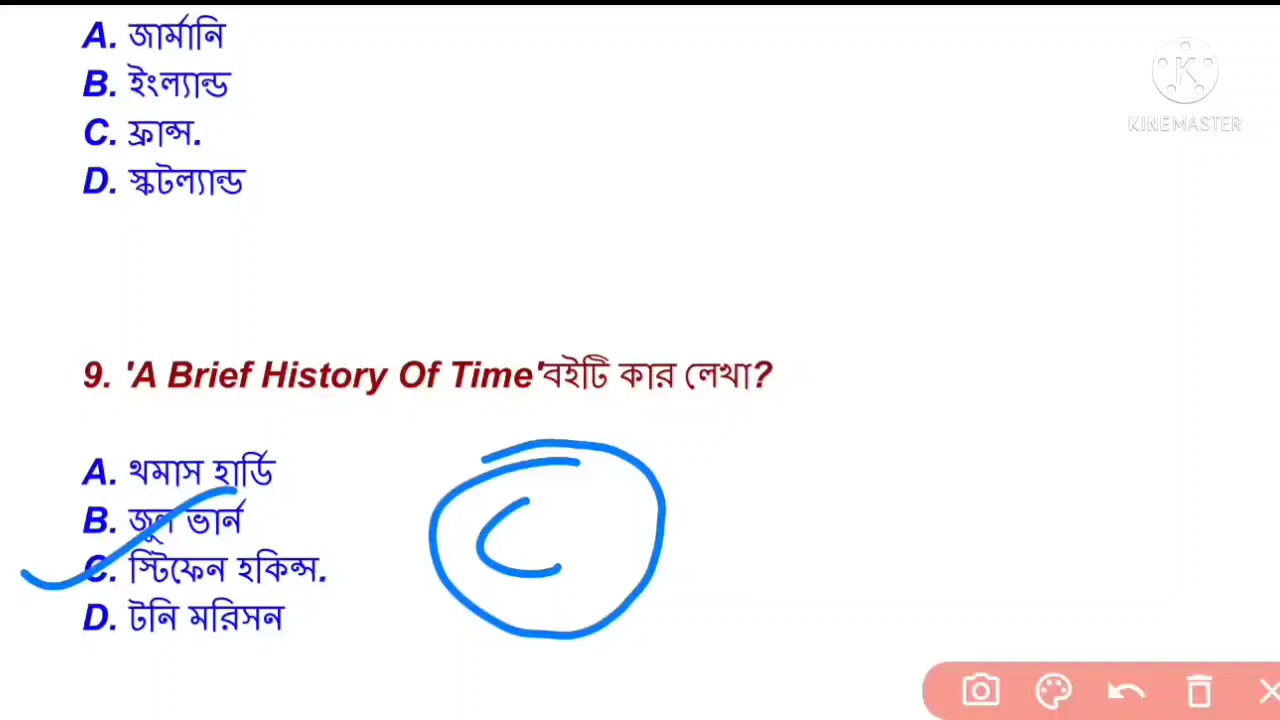 A. জার্মানি
B. ইংল্যান্ড
C. ফ্রান্স.
D. স্কটল্যান্ড
KINEMASTER
9. 'A Brief History Of Time'বইটি কার লেখা?
A. থমাস হার্ডি
B. জুল ভার্ন
C. স্টিফেন হকিন্স.
D. টনি মরিসন
C